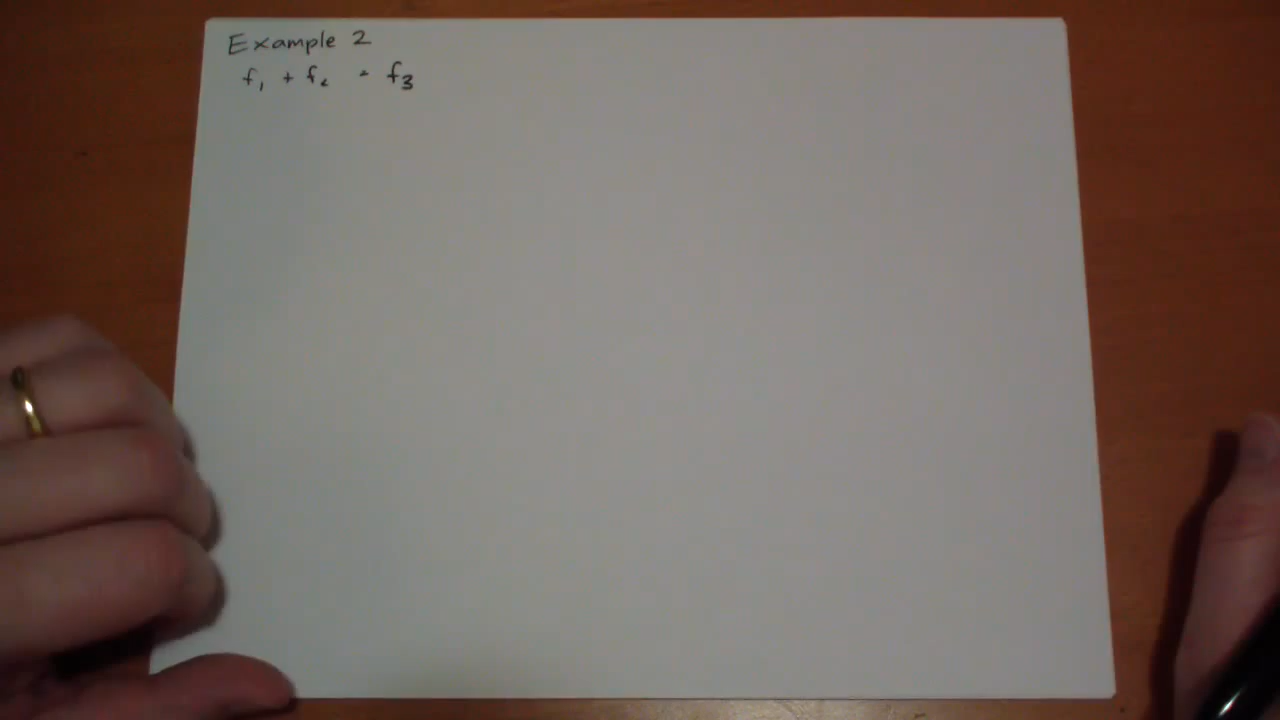 Example 2
f₁ + f₂ = f₃